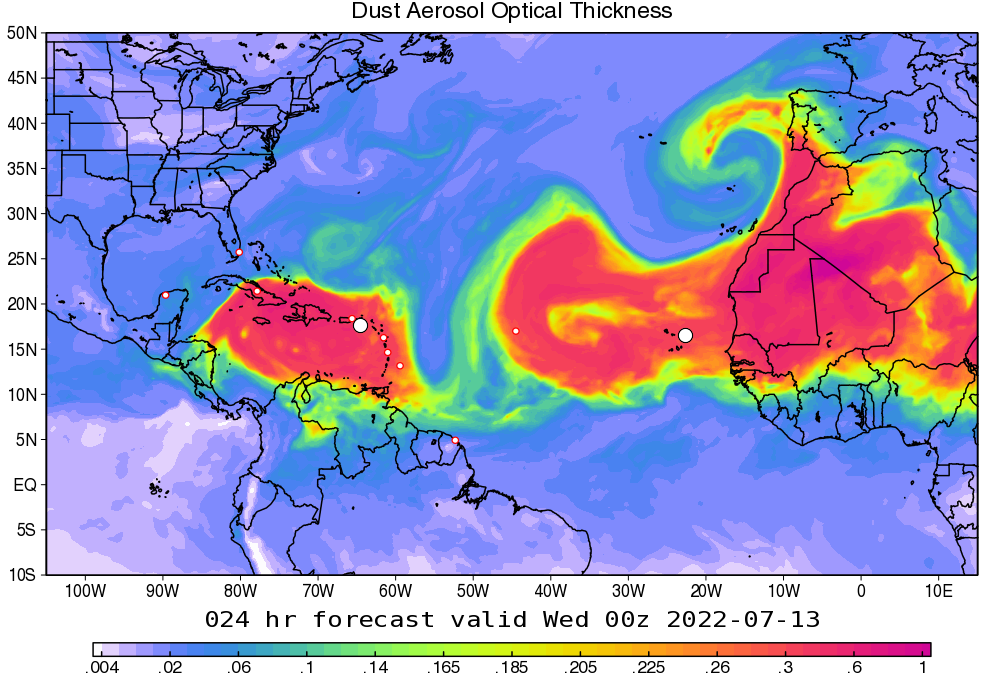 Dust Aerosol Optical Thickness
50N
45N
40N
35N
30N
25N
20N
15N
10N
5N
EQ
5S
10S
100W 90W 80W 70W 60W 50W 40W 30W 20W 10W 0 10E
024 hr forecast valid Wed 00z 2022-07-13
.004 .02 .06 .1 .14 .165 .185 .205 .225 .26 .3 .6 1